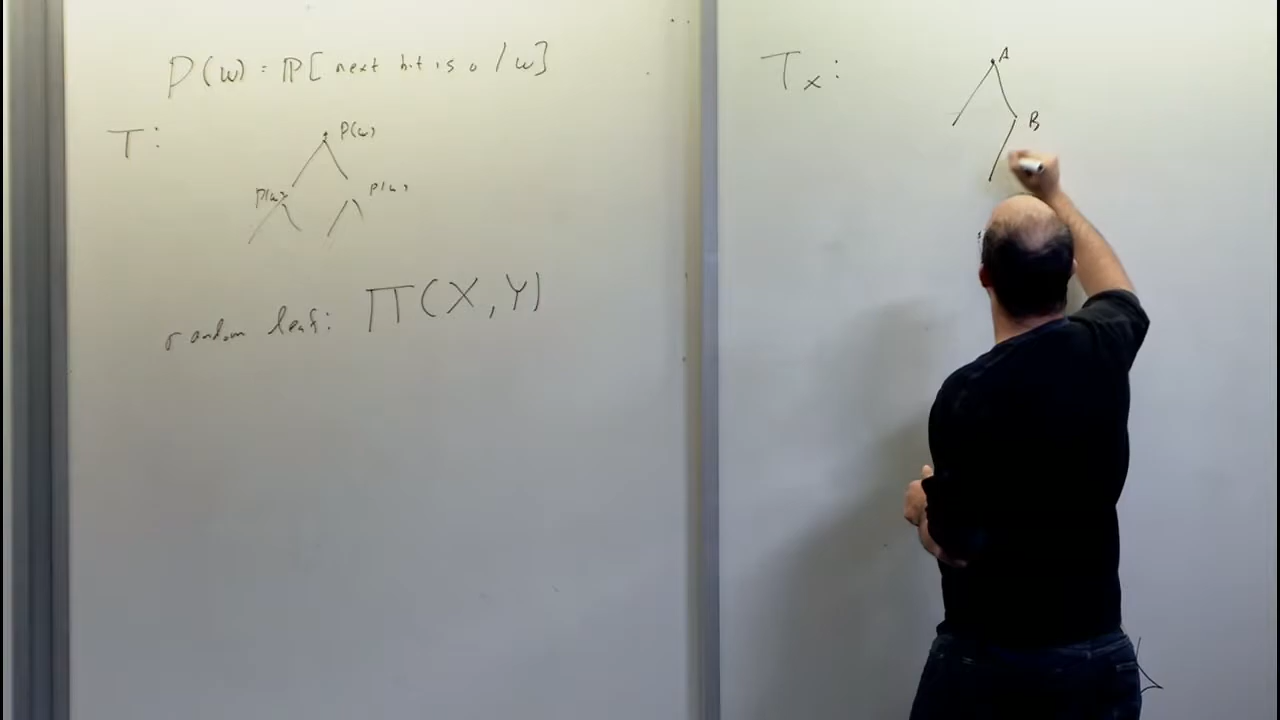 P(w) = ℙ[next bit is 0 / w]
T:
P(w)
P(w)
P(w)
random leaf: Π(X,Y)
Tₓ:
A
B